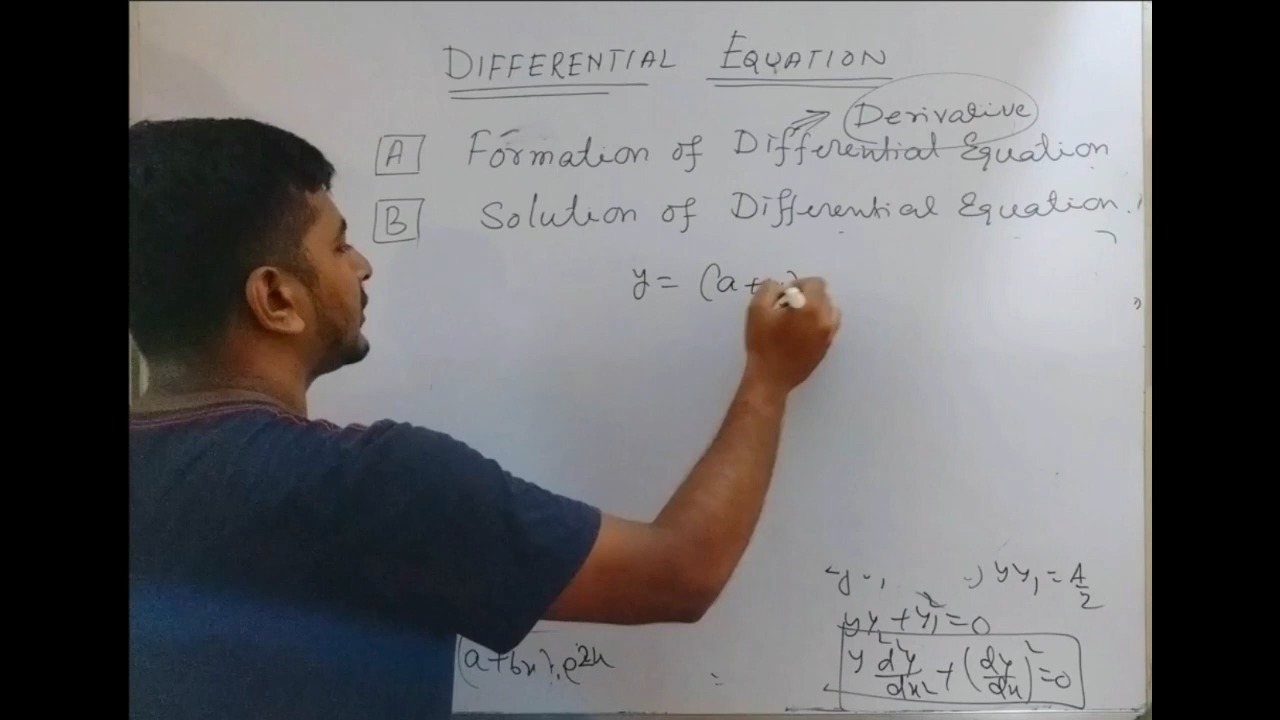 DIFFERENTIAL EQUATION
Derivative
A Formation of Differential Equation
B Solution of Differential Equation.
y = (a +
yy₁ = A/2
yy₂ + y₁² = 0
(a+bx).e^2x
y d²y/dx² + (dy/dx)² = 0